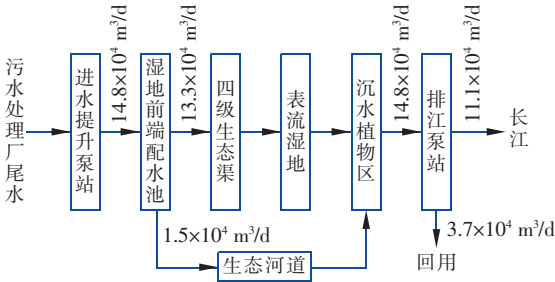 污水处理厂尾水
进水提升泵站
14.8×10⁴ m³/d
湿地前端配水池
13.3×10⁴ m³/d
四级生态渠
表流湿地
沉水植物区
14.8×10⁴ m³/d
排江泵站
11.1×10⁴ m³/d
长江
1.5×10⁴ m³/d
生态河道
3.7×10⁴ m³/d
回用